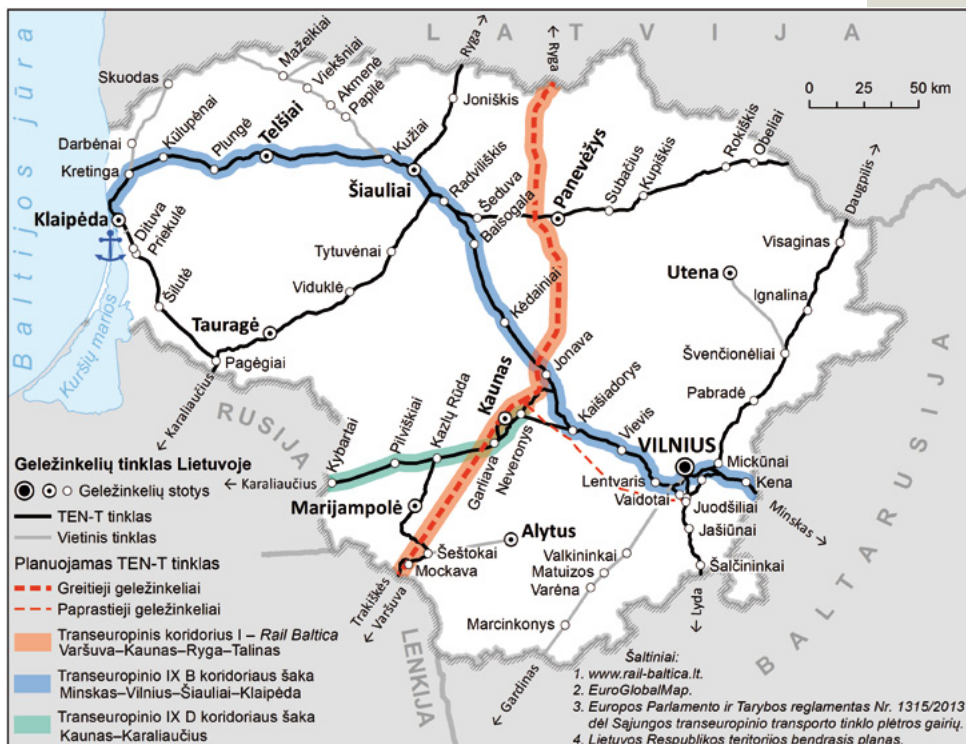 L A T V I J A
Baltijos jūra
Kuršių marios
RUSIJA
LENKIJA
BALTARUSIJA
← Ryga
← Ryga
0 25 50 km
Skuodas
Mažeikiai
Viekšniai
Akmenė
Papilė
Joniškis
Darbėnai
Kūlupėnai
Plungė
Telšiai
Kužiai
Kretinga
Šiauliai
Radviliškis
Šeduva
Baisogala
Panevėžys
Subačius
Kupiškis
Rokiškis
Obeliai
Daugpilis →
Klaipėda
Dituva
Priekulė
Šilutė
Tytuvėnai
Viduklė
Tauragė
Pagėgiai
← Karaliaučius
Kėdainiai
Jonava
Utena
Visaginas
Ignalina
Švenčionėliai
Pabradė
Kaunas
Kaišiadorys
Vievis
VILNIUS
Mickūnai
Kena
Minskas →
Lentvaris
Vaidotai
Juodšiliai
Jašiūnai
Šalčininkai
← Lyda
Kybartai
Pilviškiai
Kazlų Rūda
Garliava
Neveronys
← Karaliaučius
Marijampolė
Alytus
Šeštokai
Mockava
Trakiškės
← Varšuva
Valkininkai
Matuizos
Varėna
Marcinkonys
← Gardinas
Geležinkelių tinklas Lietuvoje
Geležinkelių stotys
TEN-T tinklas
Vietinis tinklas
Planuojamas TEN-T tinklas
Greitieji geležinkeliai
Paprastieji geležinkeliai
Transeuropinis koridorius I – Rail Baltica
Varšuva–Kaunas–Ryga–Talinas
Transeuropinio IX B koridoriaus šaka
Minskas–Vilnius–Šiauliai–Klaipėda
Transeuropinio IX D koridoriaus šaka
Kaunas–Karaliaučius
Šaltiniai:
1. www.rail-baltica.lt.
2. EuroGlobalMap.
3. Europos Parlamento ir Tarybos reglamentas Nr. 1315/2013
dėl Sąjungos transeuropinio transporto tinklo plėtros gairių.
4. Lietuvos Respublikos teritorijos bendrasis planas.